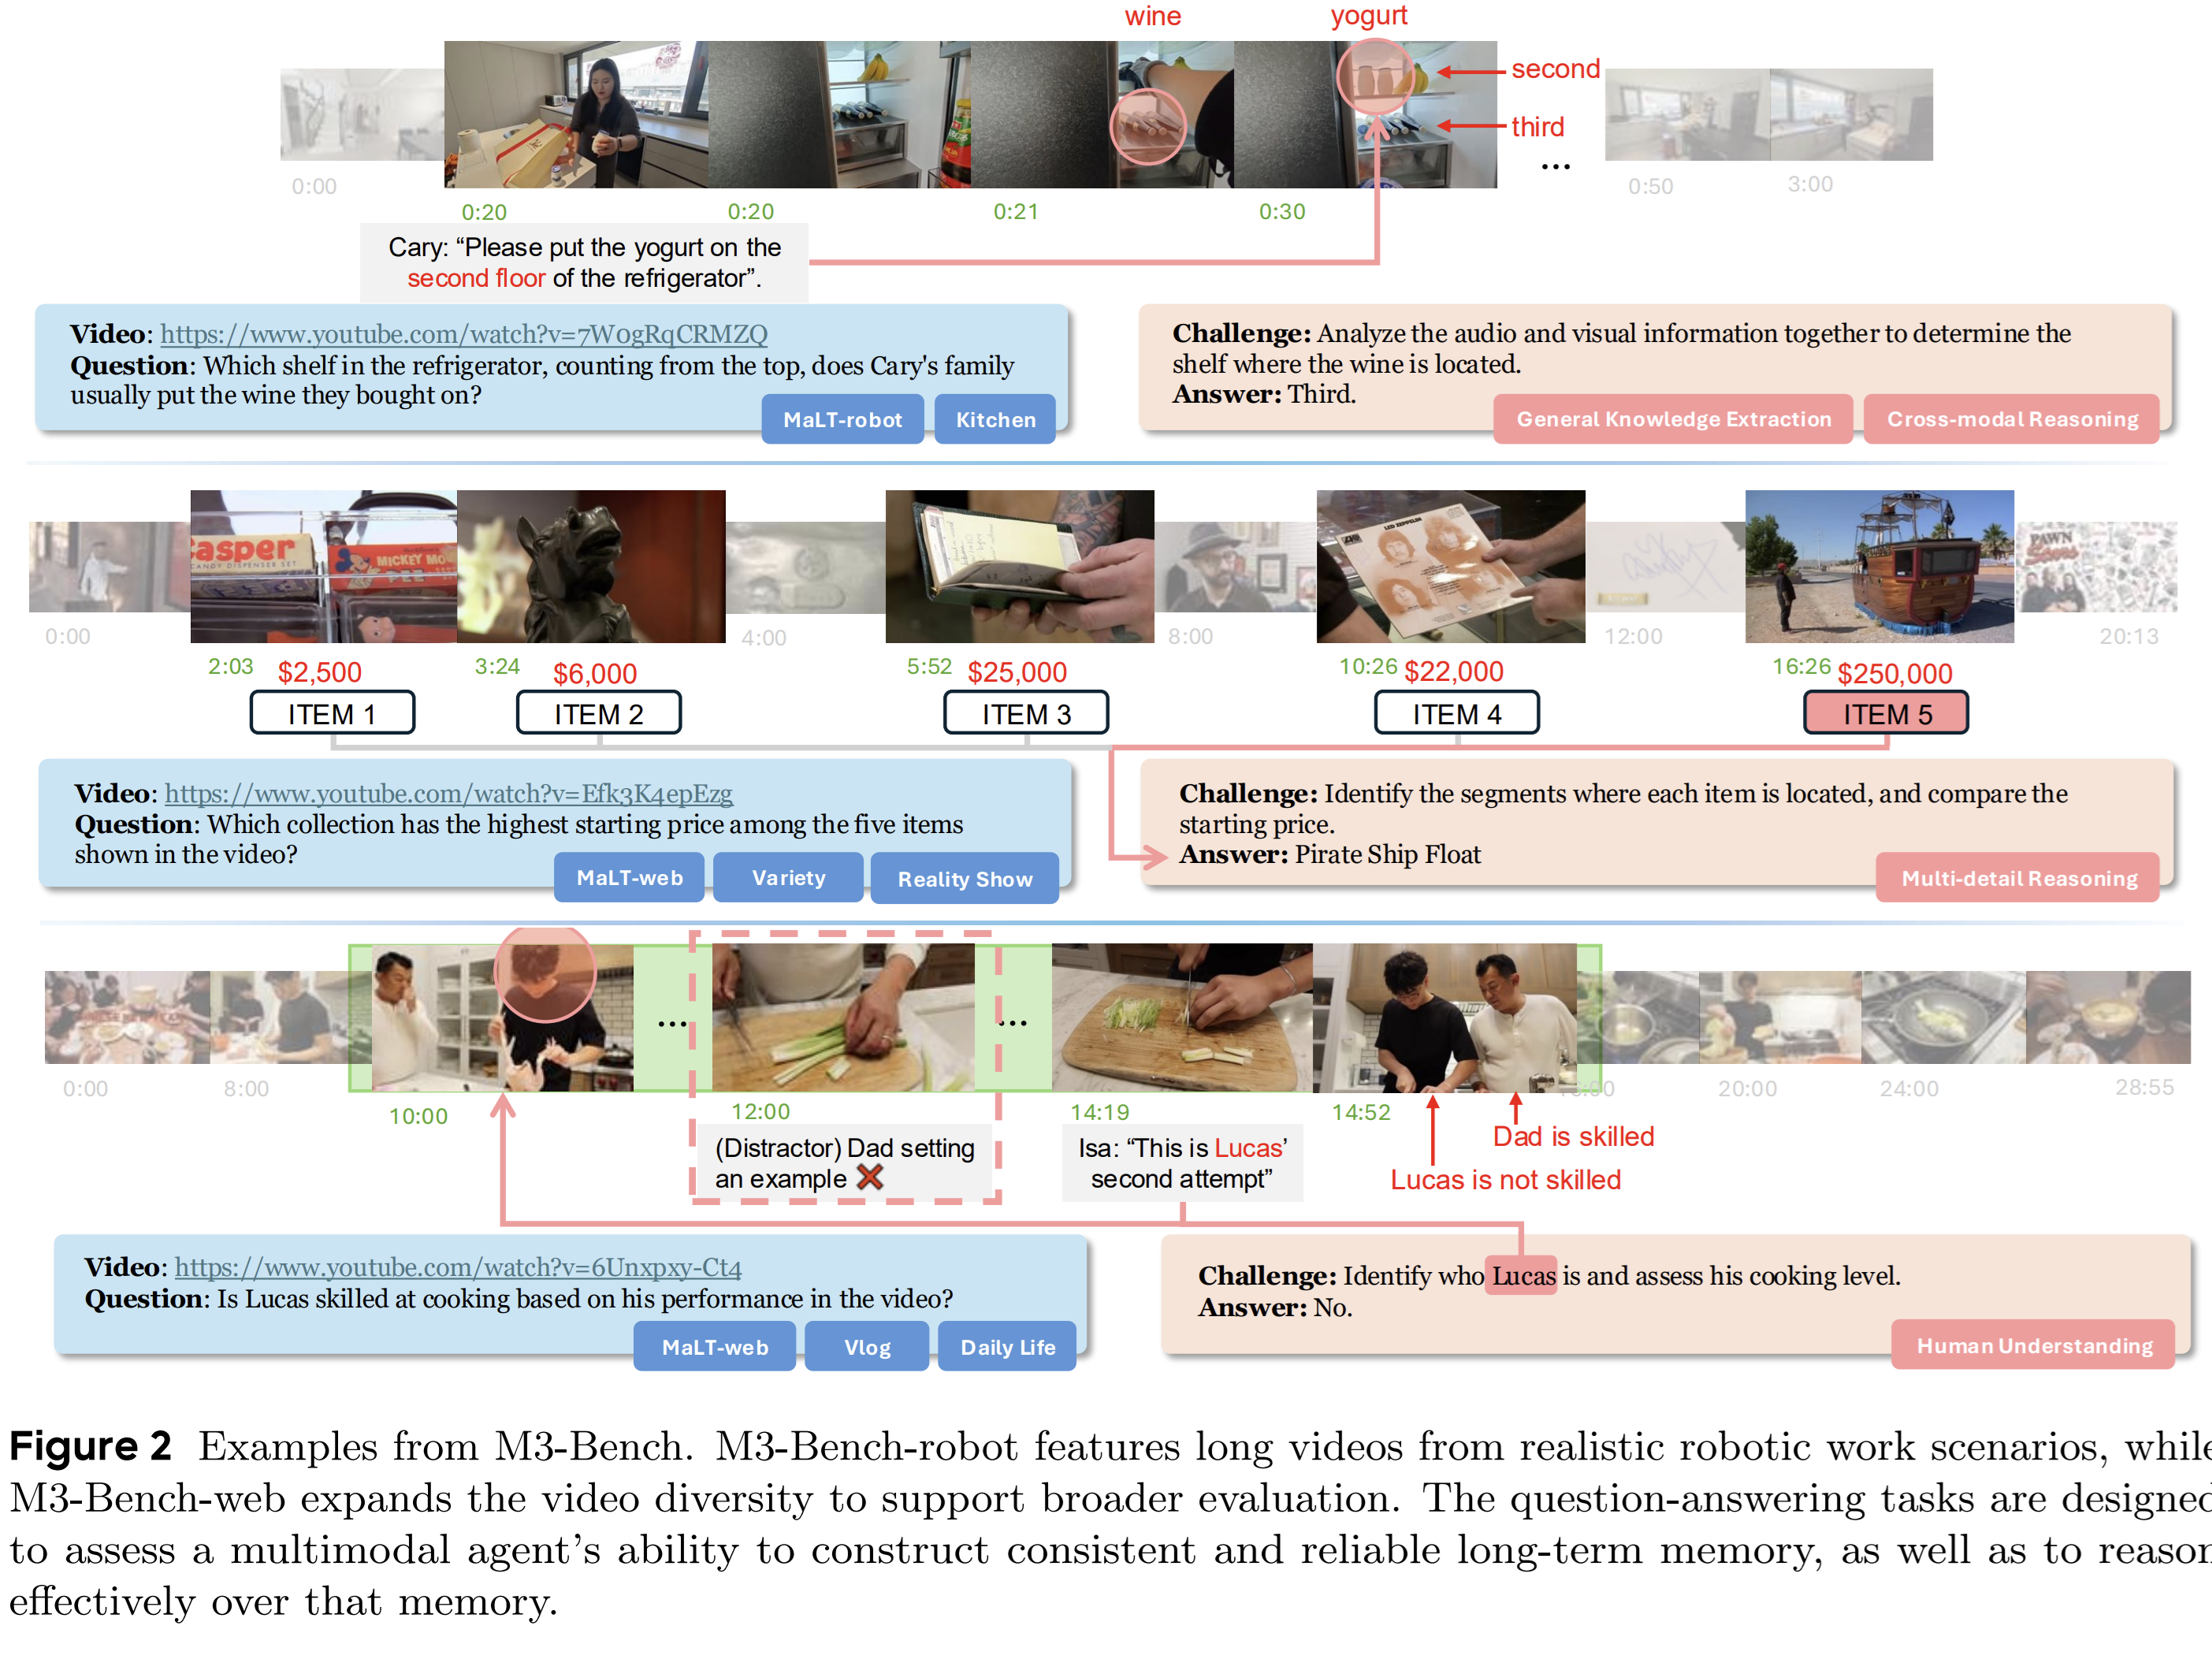 wine
yogurt
second
third
...
0:00
0:20
0:20
0:21
0:30
0:50
3:00
Cary: “Please put the yogurt on the
second floor of the refrigerator”.
Video: https://www.youtube.com/watch?v=7W0gRqCRMZQ
Question: Which shelf in the refrigerator, counting from the top, does Cary's family
usually put the wine they bought on?
MaLT-robot
Kitchen
Challenge: Analyze the audio and visual information together to determine the
shelf where the wine is located.
Answer: Third.
General Knowledge Extraction
Cross-modal Reasoning
asper
CANDY DISPENSER SET
MICKEY MO
PEZ
LED ZEPPELIN
PAWN
0:00
2:03
$2,500
3:24
$6,000
4:00
5:52
$25,000
8:00
10:26
$22,000
12:00
16:26
$250,000
20:13
ITEM 1
ITEM 2
ITEM 3
ITEM 4
ITEM 5
Video: https://www.youtube.com/watch?v=Efk3K4epEzg
Question: Which collection has the highest starting price among the five items
shown in the video?
MaLT-web
Variety
Reality Show
Challenge: Identify the segments where each item is located, and compare the
starting price.
Answer: Pirate Ship Float
Multi-detail Reasoning
...
...
0:00
8:00
10:00
12:00
14:19
14:52
20:00
24:00
28:55
(Distractor) Dad setting
an example ❌
Isa: “This is Lucas’
second attempt”
Dad is skilled
Lucas is not skilled
Video: https://www.youtube.com/watch?v=6Unxpxy-Ct4
Question: Is Lucas skilled at cooking based on his performance in the video?
MaLT-web
Vlog
Daily Life
Challenge: Identify who Lucas is and assess his cooking level.
Answer: No.
Human Understanding
Figure 2 Examples from M3-Bench. M3-Bench-robot features long videos from realistic robotic work scenarios, while
M3-Bench-web expands the video diversity to support broader evaluation. The question-answering tasks are designed
to assess a multimodal agent’s ability to construct consistent and reliable long-term memory, as well as to reason
effectively over that memory.